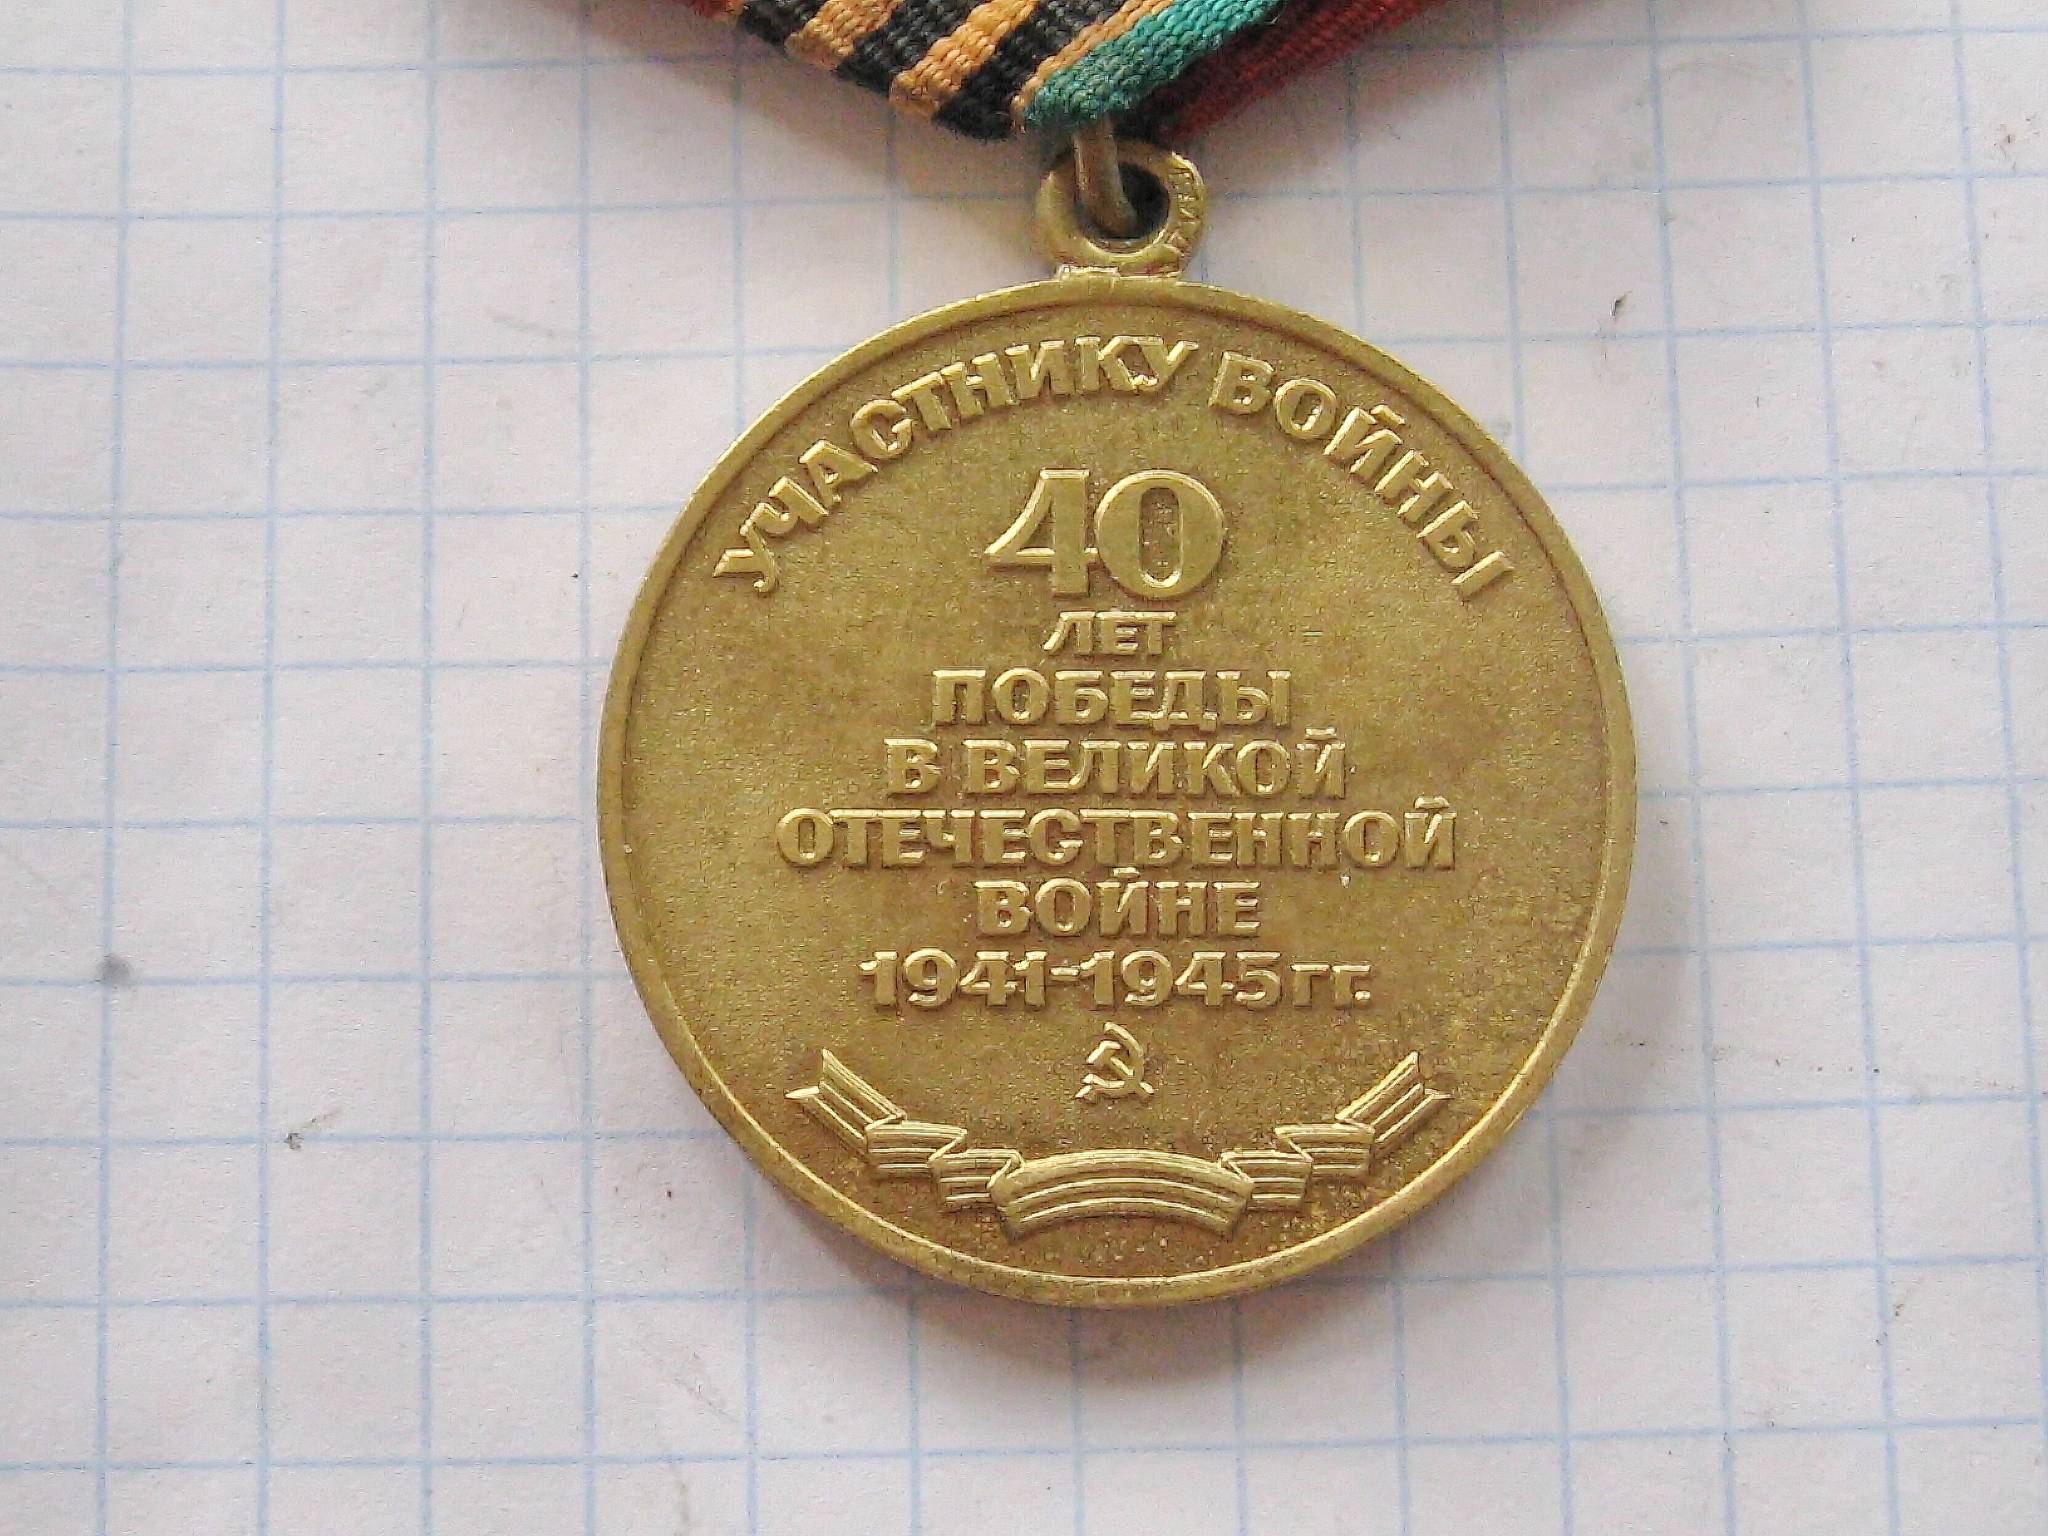 УЧАСТНИКУ ВОЙНЫ
40
ЛЕТ
ПОБЕДЫ
В ВЕЛИКОЙ
ОТЕЧЕСТВЕННОЙ
ВОЙНЕ
1941-1945гг.